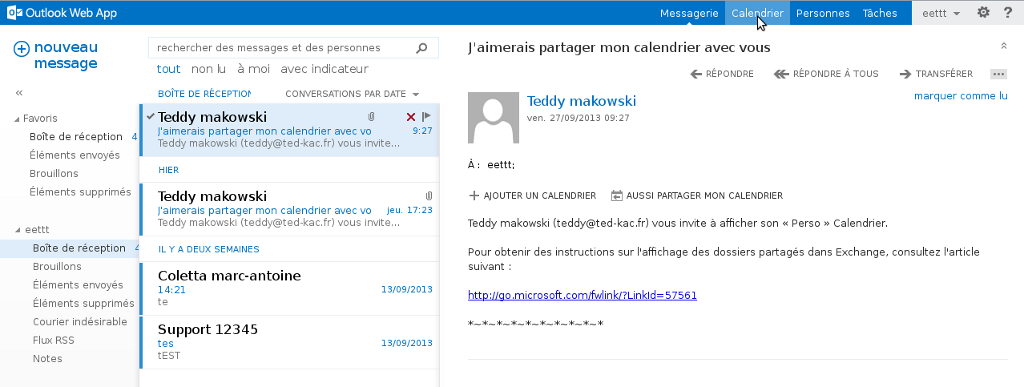 Outlook Web App
Messagerie Calendrier Personnes Tâches eettt ?
nouveau message
«
Favoris
Boîte de réception 4
Éléments envoyés
Brouillons
Éléments supprimés
eettt
Boîte de réception 4
Brouillons
Éléments envoyés
Éléments supprimés
Courier indésirable
Flux RSS
Notes
rechercher des messages et des personnes
tout non lu à moi avec indicateur
BOÎTE DE RÉCEPTION CONVERSATIONS PAR DATE
Teddy makowski
J'aimerais partager mon calendrier avec vo 9:27
Teddy makowski (teddy@ted-kac.fr) vous invite...
HIER
Teddy makowski
J'aimerais partager mon calendrier avec vo jeu. 17:23
Teddy makowski (teddy@ted-kac.fr) vous invite...
IL Y A DEUX SEMAINES
Coletta marc-antoine
14:21 13/09/2013
te
Support 12345
tes 13/09/2013
tEST
J'aimerais partager mon calendrier avec vous
RÉPONDRE RÉPONDRE À TOUS TRANSFÉRER ...
marquer comme lu
Teddy makowski
ven. 27/09/2013 09:27
À : eettt;
AJOUTER UN CALENDRIER AUSSI PARTAGER MON CALENDRIER
Teddy makowski (teddy@ted-kac.fr) vous invite à afficher son « Perso » Calendrier.
Pour obtenir des instructions sur l'affichage des dossiers partagés dans Exchange, consultez l'article
suivant :
http://go.microsoft.com/fwlink/?LinkId=57561
*~*~*~*~*~*~*~*~*~*